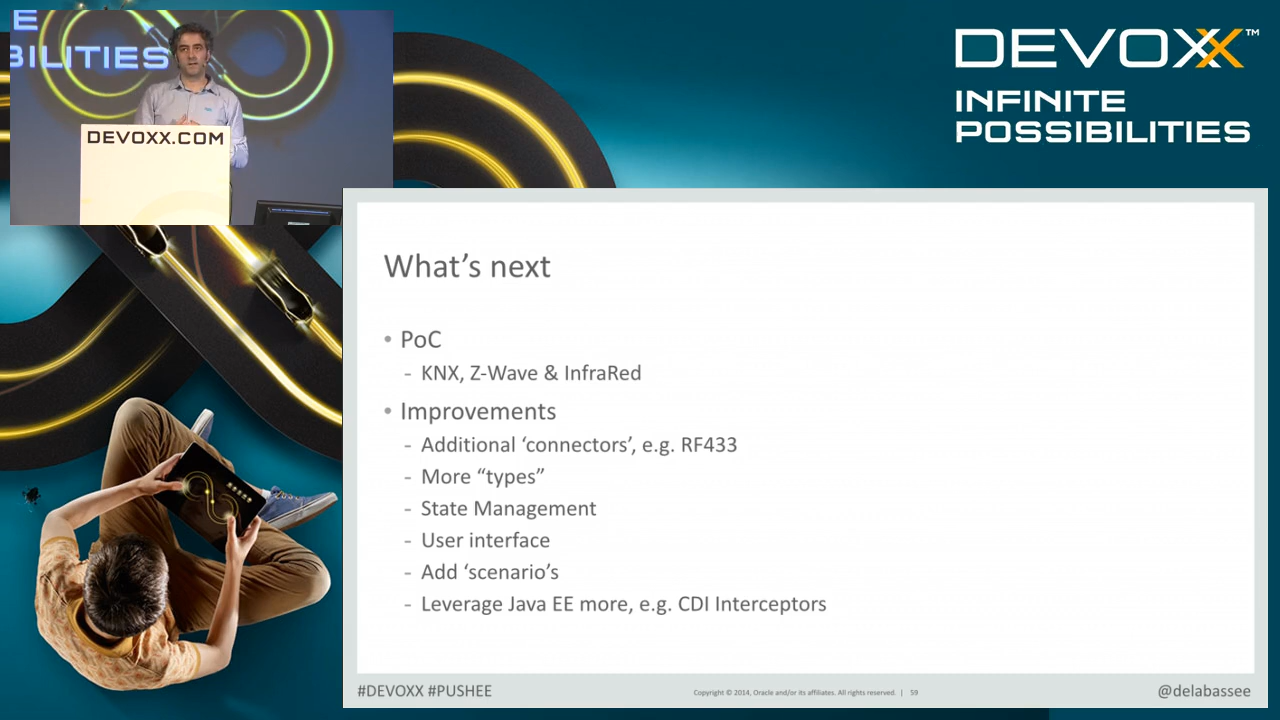 E
BILITIES
DEVOXX.COM
DEVOXX™
INFINITE
POSSIBILITIES
What’s next
• PoC
- KNX, Z-Wave & InfraRed
• Improvements
- Additional ‘connectors’, e.g. RF433
- More “types”
- State Management
- User interface
- Add ‘scenario’s
- Leverage Java EE more, e.g. CDI Interceptors
#DEVOXX #PUSHEE
Copyright © 2014, Oracle and/or its affiliates. All rights reserved. | 59
@delabassee